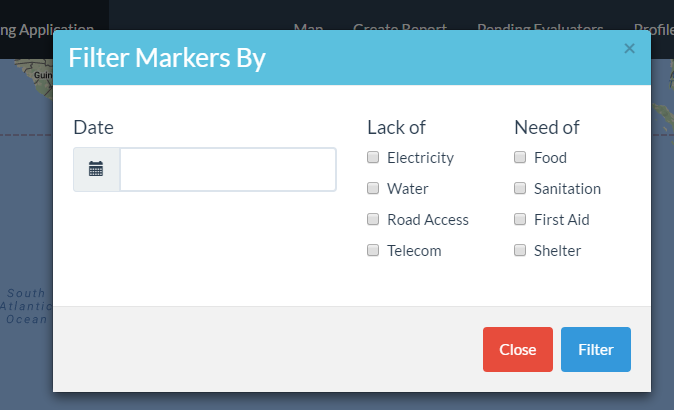 ng Application Map Create Report Pending Evaluators Profile
Filter Markers By ×
Guin
Date
Lack of
Electricity
Water
Road Access
Telecom
Need of
Food
Sanitation
First Aid
Shelter
South
Atlantic
Ocean
Close Filter